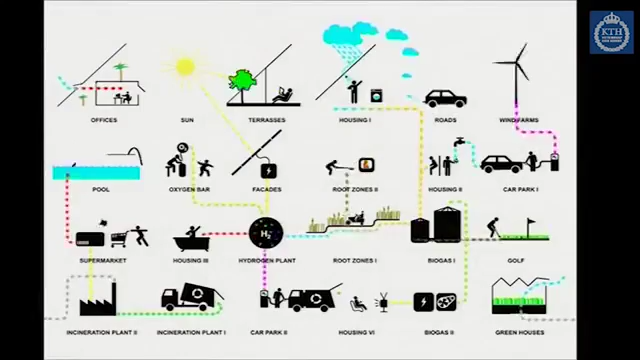 KTH
OFFICES
SUN
TERRASSES
HOUSING I
ROADS
WIND FARMS
POOL
OXYGEN BAR
FACADES
ROOT ZONES II
HOUSING II
CAR PARK I
H2
SUPERMARKET
HOUSING III
HYDROGEN PLANT
ROOT ZONES I
BIOGAS I
GOLF
INCINERATION PLANT II
INCINERATION PLANT I
CAR PARK II
HOUSING VI
BIOGAS II
GREEN HOUSES